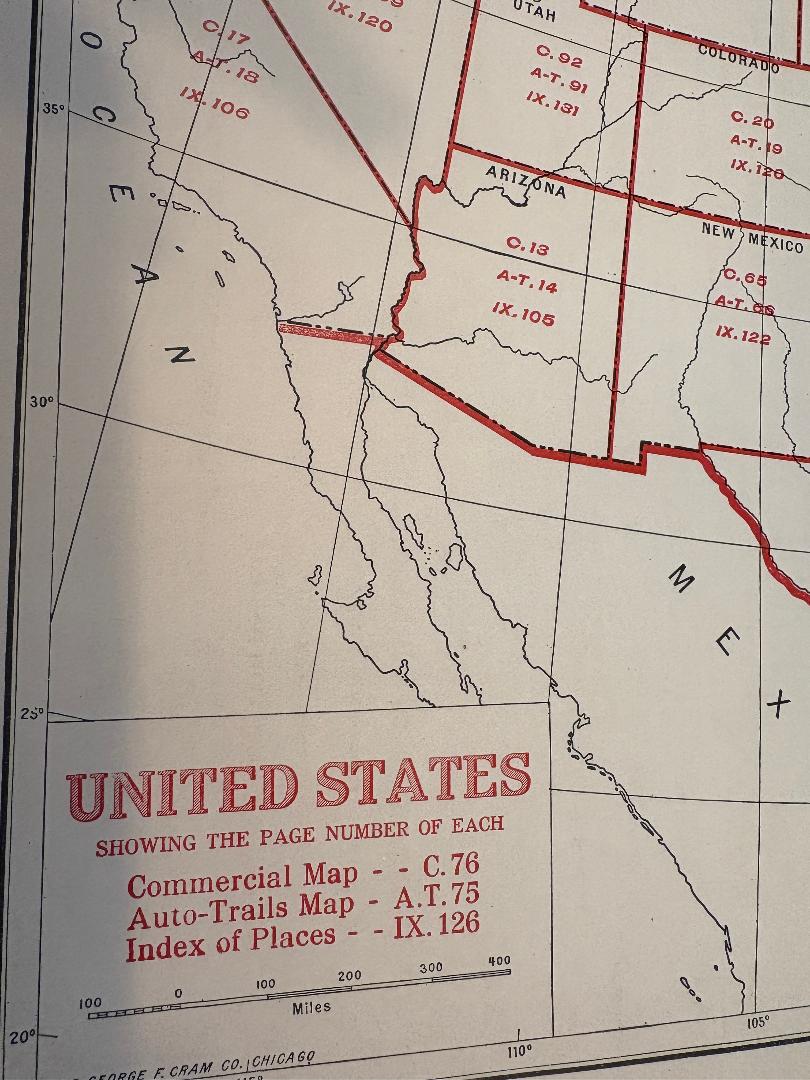 UTAH
IX.120
C.17
A-T.18
IX.106
C.92
A-T.91
IX.131
COLORADO
C.20
A-T.19
IX.120
35°
OCEAN
ARIZONA
C.13
A-T.14
IX.105
NEW MEXICO
C.65
A-T.66
IX.122
30°
M E X
25°
UNITED STATES
SHOWING THE PAGE NUMBER OF EACH
Commercial Map - - C.76
Auto-Trails Map - A.T.75
Index of Places - - IX.126
100 0 100 200 300 400
Miles
20°
110°
105°
GEORGE F. CRAM CO. CHICAGO